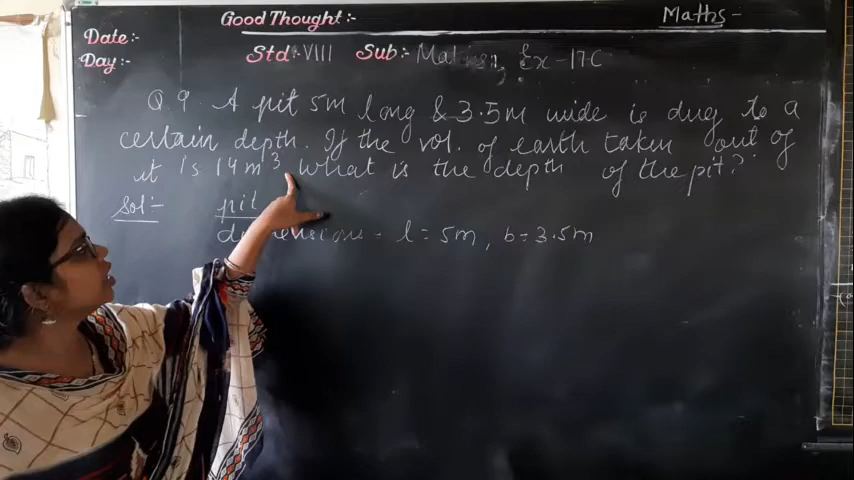 Good Thought:-
Maths-
Date:-
Day:-
Std:- VIII Sub:- Maths, Ex-17C
Q.9. A pit 5m long & 3.5m wide is dug to a
certain depth. If the vol. of earth taken out of
it is 14m³. What is the depth of the pit?
Sol:- pit
dimensions - l = 5m, b = 3.5m